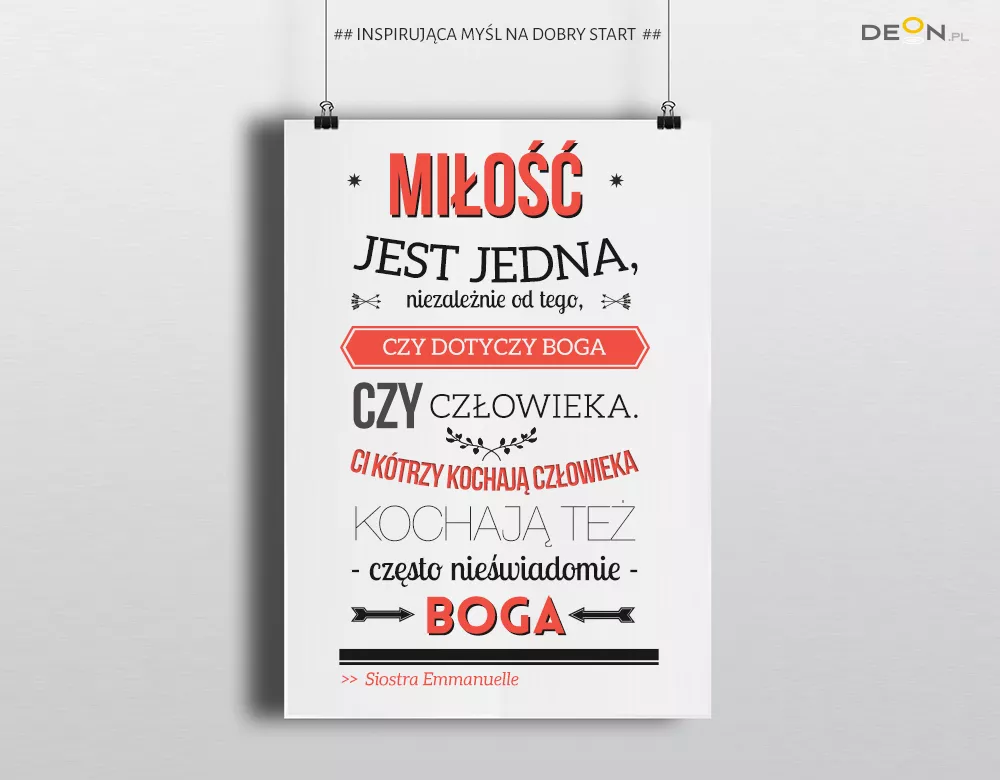 ## INSPIRUJĄCA MYŚL NA DOBRY START ##
DEON.PL
MIŁOŚĆ
JEST JEDNA,
niezależnie od tego,
CZY DOTYCZY BOGA
CZY CZŁOWIEKA.
CI KÓTRZY KOCHAJĄ CZŁOWIEKA
KOCHAJĄ TEŻ
- często nieświadomie -
BOGA
>> Siostra Emmanuelle